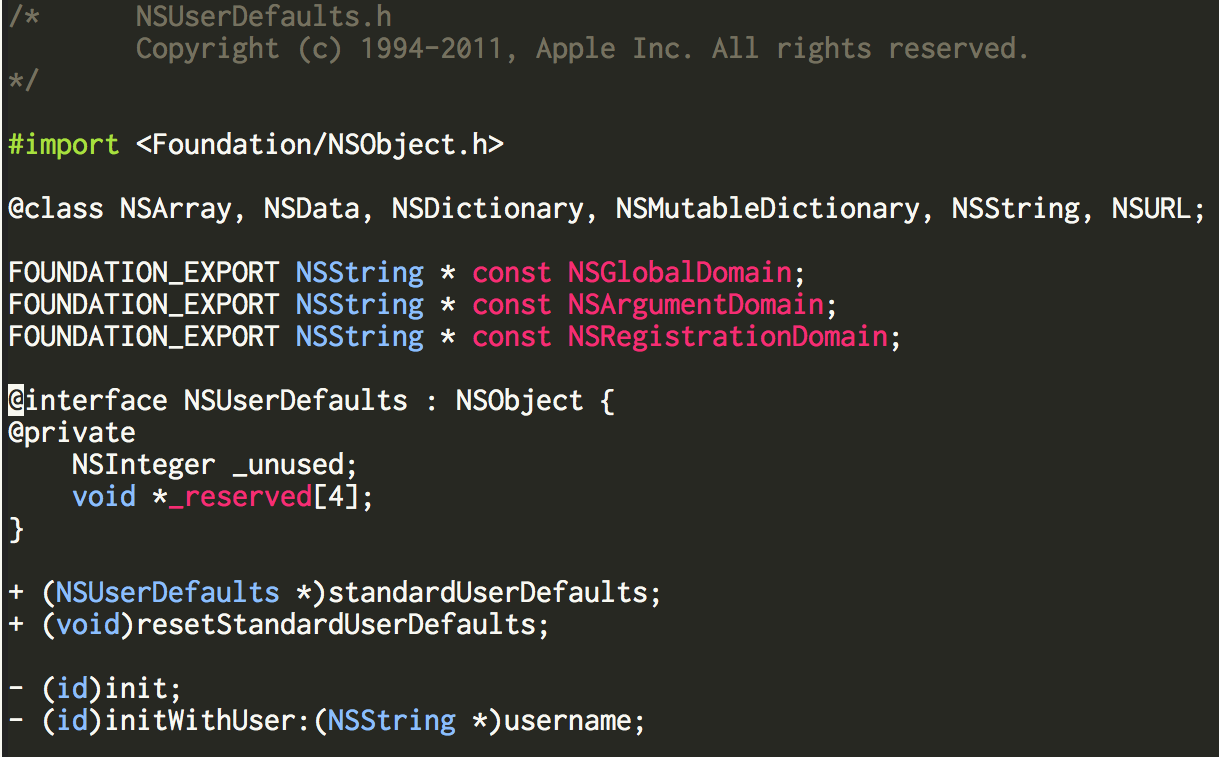 /*      NSUserDefaults.h
        Copyright (c) 1994-2011, Apple Inc. All rights reserved.
*/

#import <Foundation/NSObject.h>

@class NSArray, NSData, NSDictionary, NSMutableDictionary, NSString, NSURL;

FOUNDATION_EXPORT NSString * const NSGlobalDomain;
FOUNDATION_EXPORT NSString * const NSArgumentDomain;
FOUNDATION_EXPORT NSString * const NSRegistrationDomain;

@interface NSUserDefaults : NSObject {
@private
    NSInteger _unused;
    void *_reserved[4];
}

+ (NSUserDefaults *)standardUserDefaults;
+ (void)resetStandardUserDefaults;

- (id)init;
- (id)initWithUser:(NSString *)username;